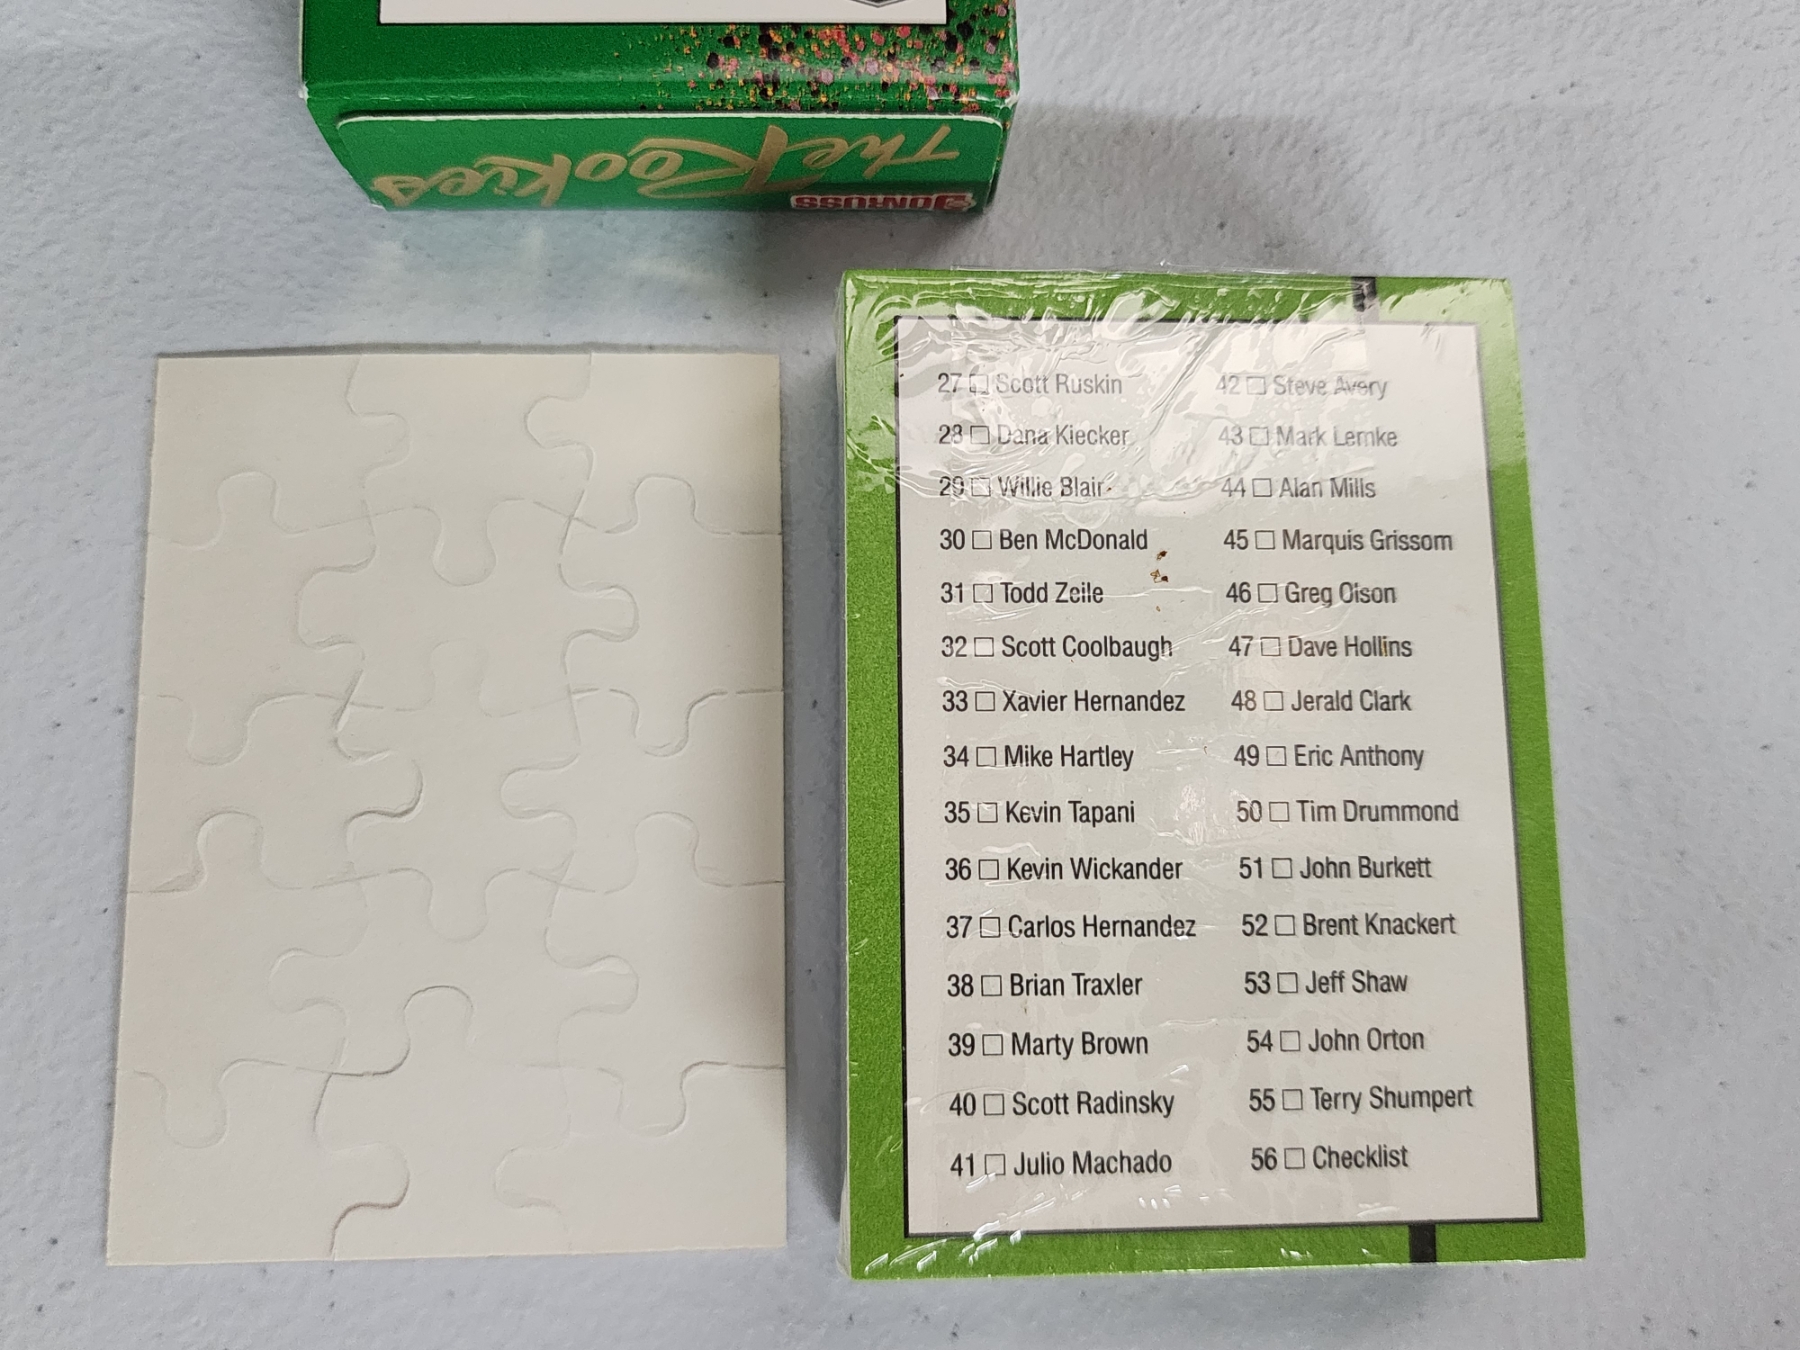 The Rookies
DONRUSS
27 Scott Ruskin
28 Dana Kiecker
29 Willie Blair
30 Ben McDonald
31 Todd Zeile
32 Scott Coolbaugh
33 Xavier Hernandez
34 Mike Hartley
35 Kevin Tapani
36 Kevin Wickander
37 Carlos Hernandez
38 Brian Traxler
39 Marty Brown
40 Scott Radinsky
41 Julio Machado
42 Steve Avery
43 Mark Lemke
44 Alan Mills
45 Marquis Grissom
46 Greg Olson
47 Dave Hollins
48 Jerald Clark
49 Eric Anthony
50 Tim Drummond
51 John Burkett
52 Brent Knackert
53 Jeff Shaw
54 John Orton
55 Terry Shumpert
56 Checklist